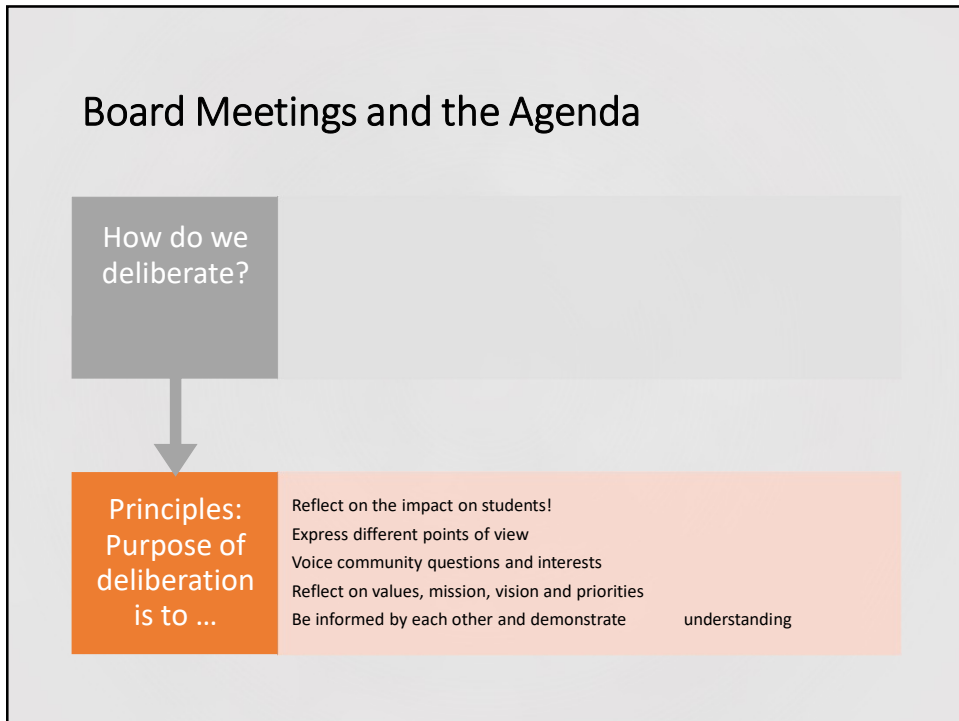 Board Meetings and the Agenda
How do we
deliberate?
Principles:
Purpose of
deliberation
is to ...
Reflect on the impact on students!
Express different points of view
Voice community questions and interests
Reflect on values, mission, vision and priorities
Be informed by each other and demonstrate understanding